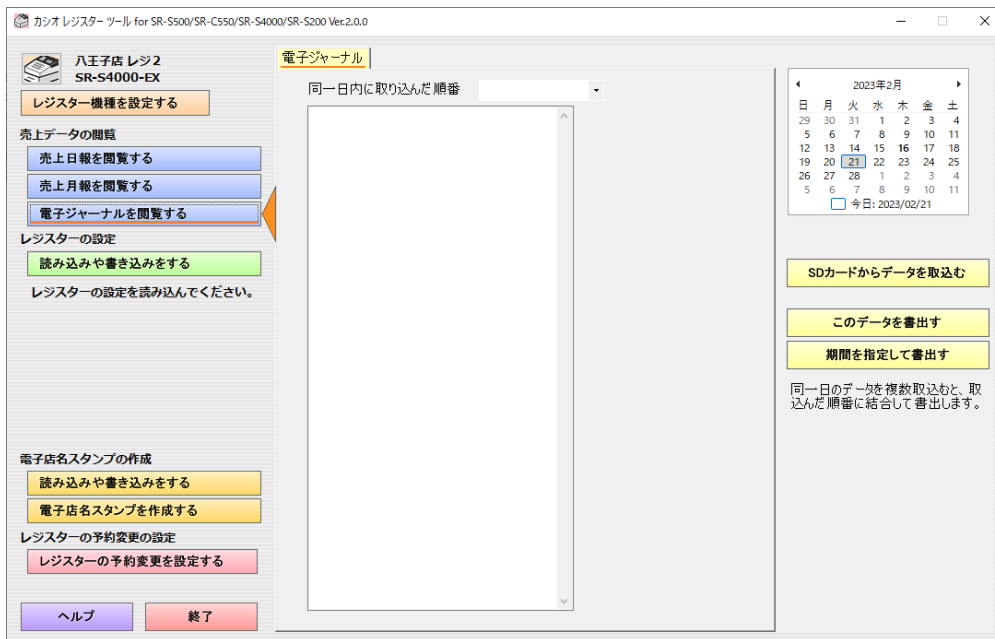 カシオ レジスター ツール for SR-S500/SR-C550/SR-S4000/SR-S200 Ver.2.0.0
八王子店 レジ2
SR-S4000-EX
レジスター機種を設定する
売上データの閲覧
売上日報を閲覧する
売上月報を閲覧する
電子ジャーナルを閲覧する
レジスターの設定
読み込みや書き込みをする
レジスターの設定を読み込んでください。
電子店名スタンプの作成
読み込みや書き込みをする
電子店名スタンプを作成する
レジスターの予約変更の設定
レジスターの予約変更を設定する
ヘルプ
終了
電子ジャーナル
同一日内に取り込んだ順番
2023年2月
日 月 火 水 木 金 土
29 30 31 1 2 3 4
5 6 7 8 9 10 11
12 13 14 15 16 17 18
19 20 21 22 23 24 25
26 27 28 1 2 3 4
5 6 7 8 9 10 11
今日: 2023/02/21
SDカードからデータを取込む
このデータを書出す
期間を指定して書出す
同一日のデータを複数取込むと、取
込んだ順番に結合して書出します。